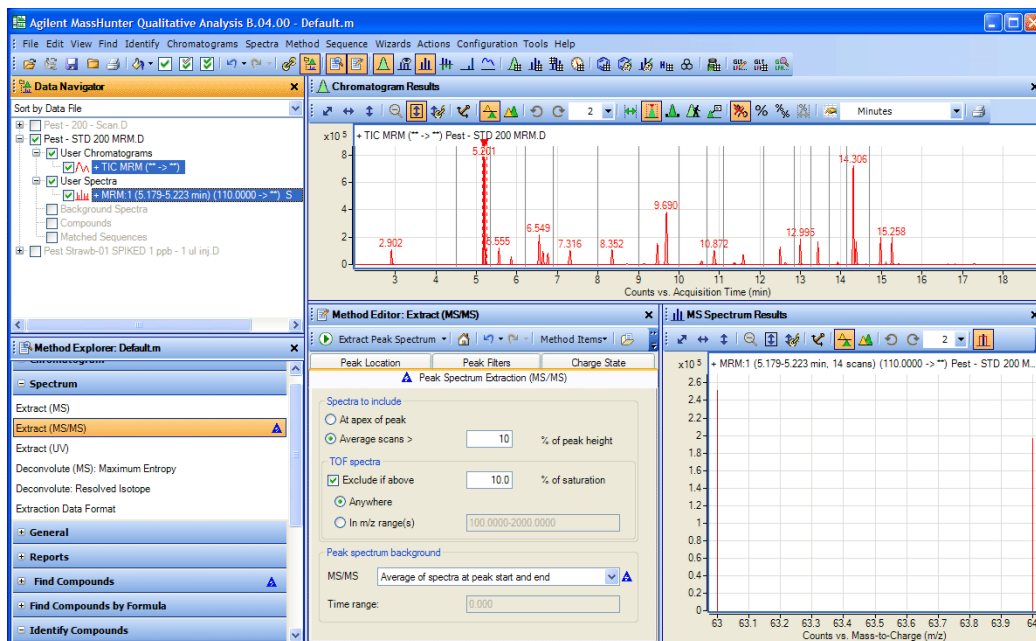 Agilent MassHunter Qualitative Analysis B.04.00 - Default.m
File Edit View Find Identify Chromatograms Spectra Method Sequence Wizards Actions Configuration Tools Help
Data Navigator
Sort by Data File
Pest - 200 - Scan.D
Pest - STD 200 MRM.D
User Chromatograms
+ TIC MRM (** -> **)
User Spectra
+ MRM:1 (5.179-5.223 min) (110.0000 -> **) S
Background Spectra
Compounds
Matched Sequences
Pest Strawb-01 SPIKED 1 ppb - 1 ul inj.D
Chromatogram Results
2
Minutes
x10 5
+ TIC MRM (** -> **) Pest - STD 200 MRM.D
8
6
4
2
0
2.902
5.201
5.555
6.549
7.316
8.352
9.690
10.872
12.995
14.306
15.258
3 4 5 6 7 8 9 10 11 12 13 14 15 16 17 18
Counts vs. Acquisition Time (min)
Method Explorer: Default.m
Spectrum
Extract (MS)
Extract (MS/MS)
Extract (UV)
Deconvolute (MS): Maximum Entropy
Deconvolute: Resolved Isotope
Extraction Data Format
General
Reports
Find Compounds
Find Compounds by Formula
Identify Compounds
Method Editor: Extract (MS/MS)
Extract Peak Spectrum
Method Items
Peak Location Peak Filters Charge State
Peak Spectrum Extraction (MS/MS)
Spectra to include
At apex of peak
Average scans > 10 % of peak height
TOF spectra
Exclude if above 10.0 % of saturation
Anywhere
In m/z range(s) 100.0000-2000.0000
Peak spectrum background
MS/MS Average of spectra at peak start and end
Time range: 0.000
MS Spectrum Results
2
x10 5
+ MRM:1 (5.179-5.223 min, 14 scans) (110.0000 -> **) Pest - STD 200 M...
2.6
2.4
2.2
2
1.8
1.6
1.4
1.2
1
0.8
0.6
0.4
0.2
0
63 63.1 63.2 63.3 63.4 63.5 63.6 63.7 63.8 63.9 64
Counts vs. Mass-to-Charge (m/z)